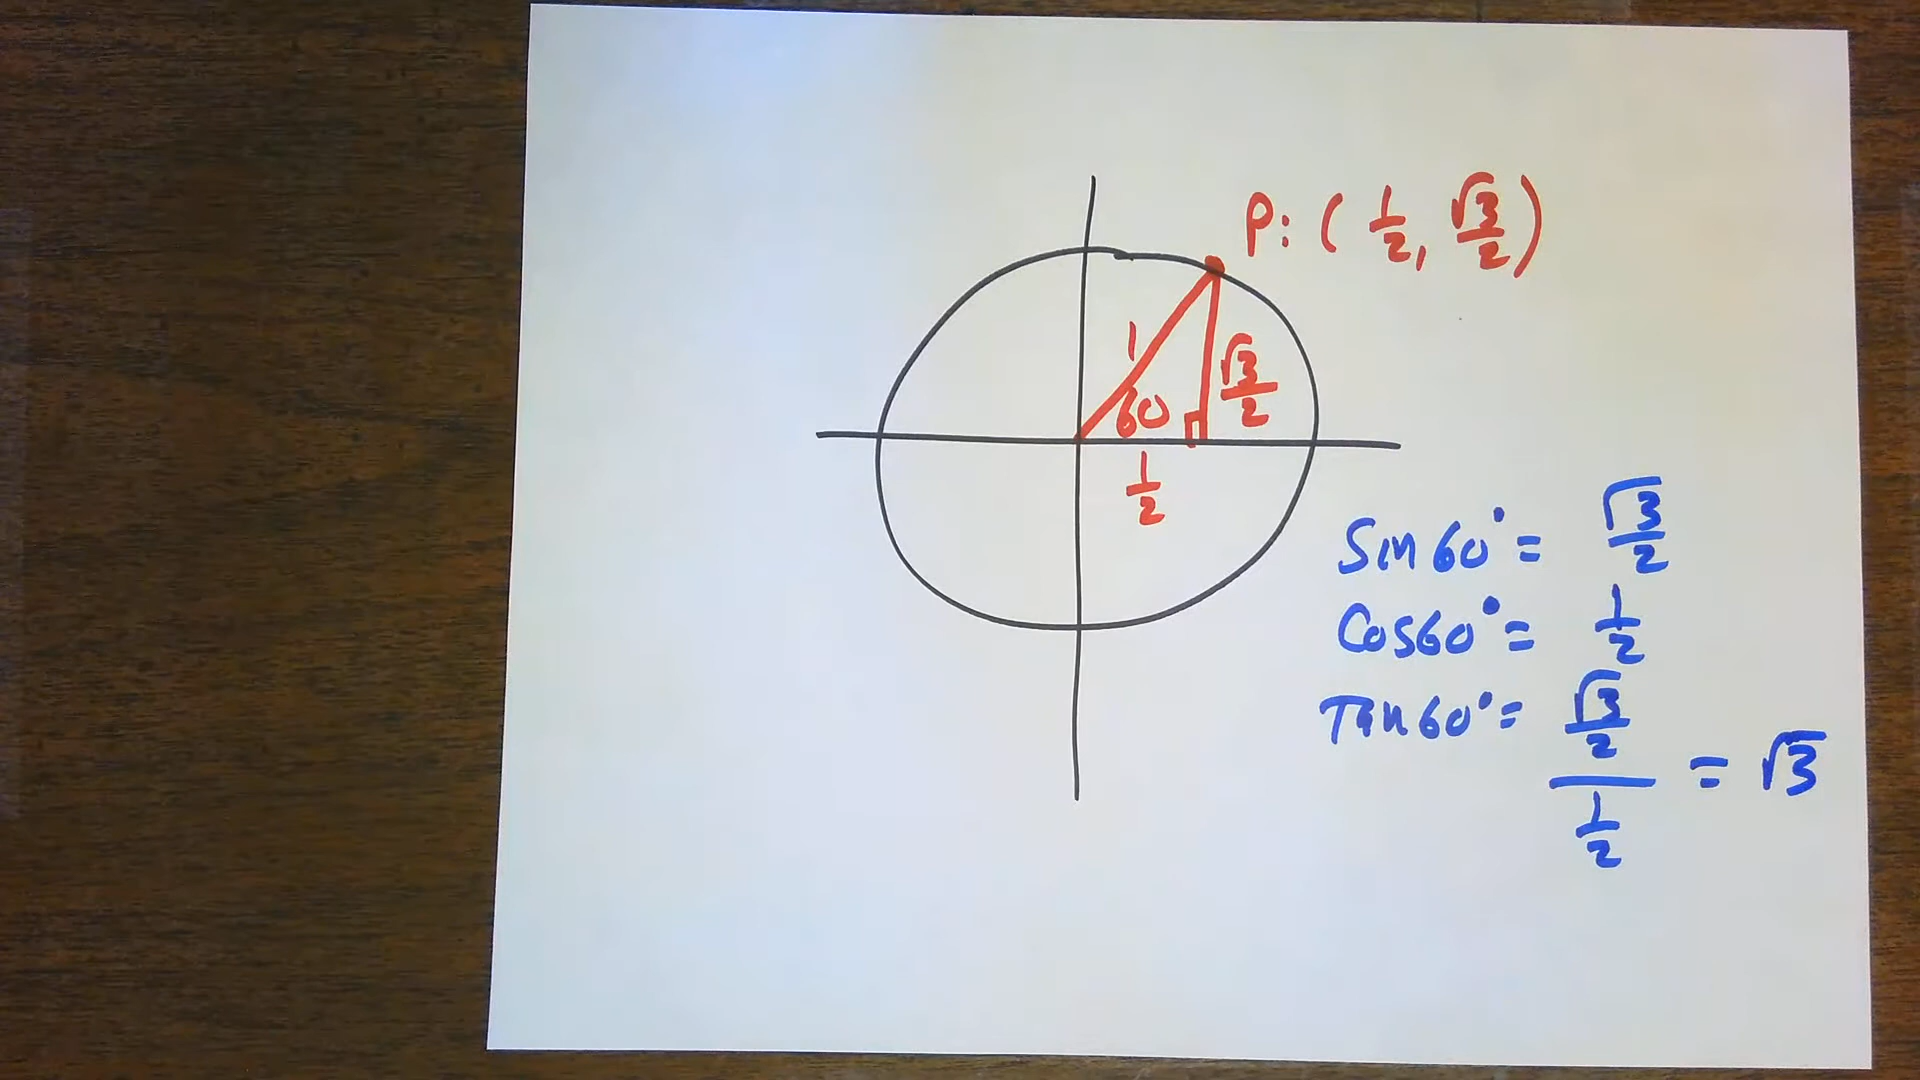 P: (1/2, √3/2)
1
√3/2
60
1/2
Sin 60° = √3/2
Cos 60° = 1/2
Tan 60° = (√3/2)/(1/2) = √3